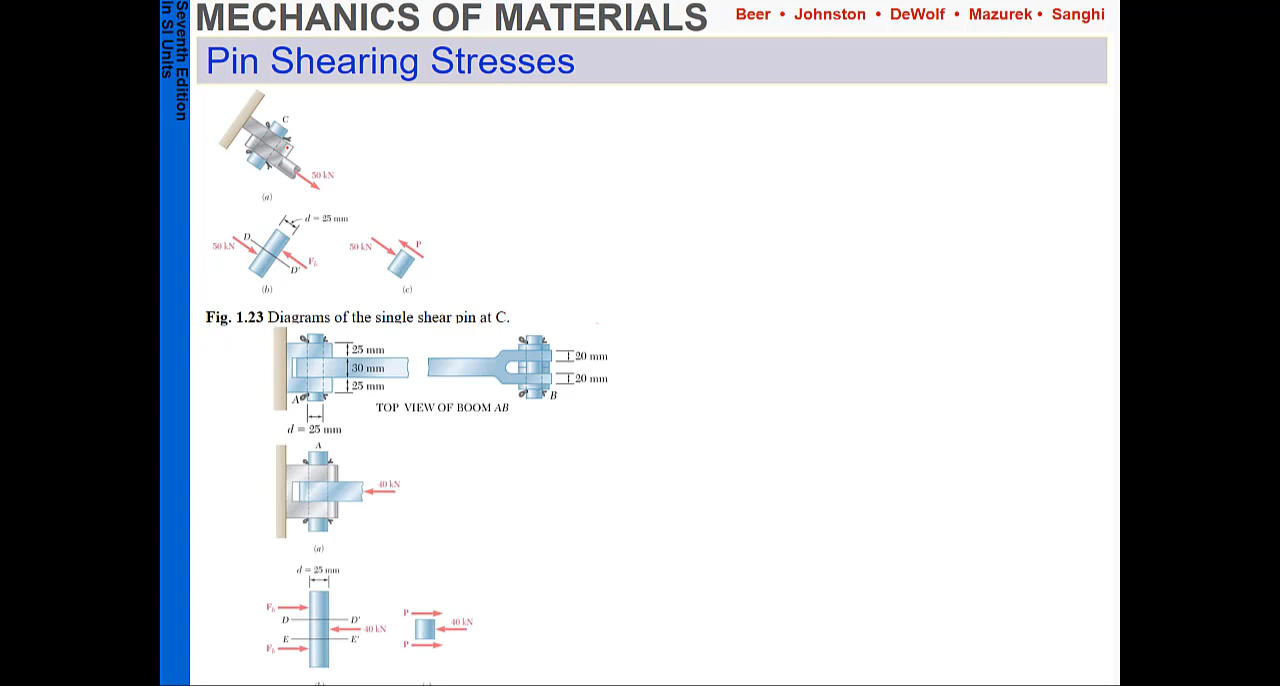 MECHANICS OF MATERIALS
Beer • Johnston • DeWolf • Mazurek • Sanghi
Seventh Edition
in SI Units
Pin Shearing Stresses
C
50 kN
(a)
d = 25 mm
50 kN
D
D'
Fb
(b)
50 kN
P
(c)
Fig. 1.23 Diagrams of the single shear pin at C.
25 mm
30 mm
25 mm
A
d = 25 mm
20 mm
20 mm
B
TOP VIEW OF BOOM AB
A
40 kN
(a)
d = 25 mm
Fb
D
D'
40 kN
E
E'
Fb
P
40 kN
P